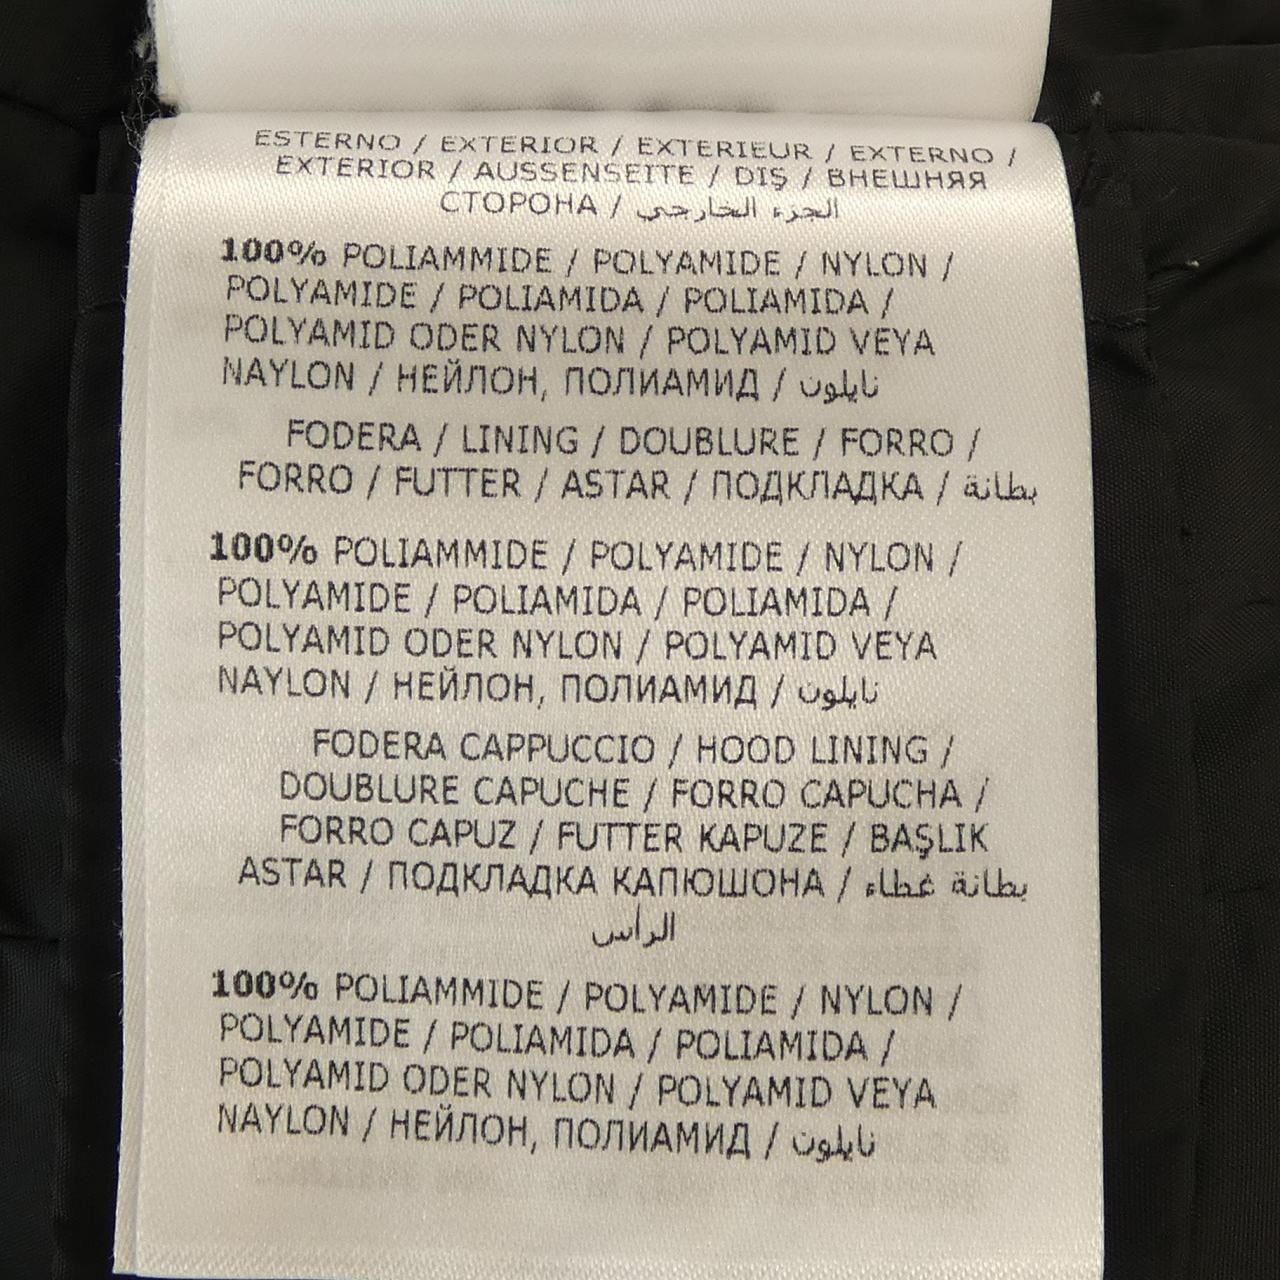 ESTERNO / EXTERIOR / EXTERIEUR / EXTERNO /
EXTERIOR / AUSSENSEITE / DIŞ / ВНЕШНЯЯ
СТОРОНА / الجزء الخارجي
100% POLIAMMIDE / POLYAMIDE / NYLON /
POLYAMIDE / POLIAMIDA / POLIAMIDA /
POLYAMID ODER NYLON / POLYAMID VEYA
NAYLON / НЕЙЛОН, ПОЛИАМИД / نايلون
FODERA / LINING / DOUBLURE / FORRO /
FORRO / FUTTER / ASTAR / ПОДКЛАДКА / بطانة
100% POLIAMMIDE / POLYAMIDE / NYLON /
POLYAMIDE / POLIAMIDA / POLIAMIDA /
POLYAMID ODER NYLON / POLYAMID VEYA
NAYLON / НЕЙЛОН, ПОЛИАМИД / نايلون
FODERA CAPPUCCIO / HOOD LINING /
DOUBLURE CAPUCHE / FORRO CAPUCHA /
FORRO CAPUZ / FUTTER KAPUZE / BAŞLIK
ASTAR / ПОДКЛАДКА КАПЮШОНА / بطانة غطاء
الرأس
100% POLIAMMIDE / POLYAMIDE / NYLON /
POLYAMIDE / POLIAMIDA / POLIAMIDA /
POLYAMID ODER NYLON / POLYAMID VEYA
NAYLON / НЕЙЛОН, ПОЛИАМИД / نايلون